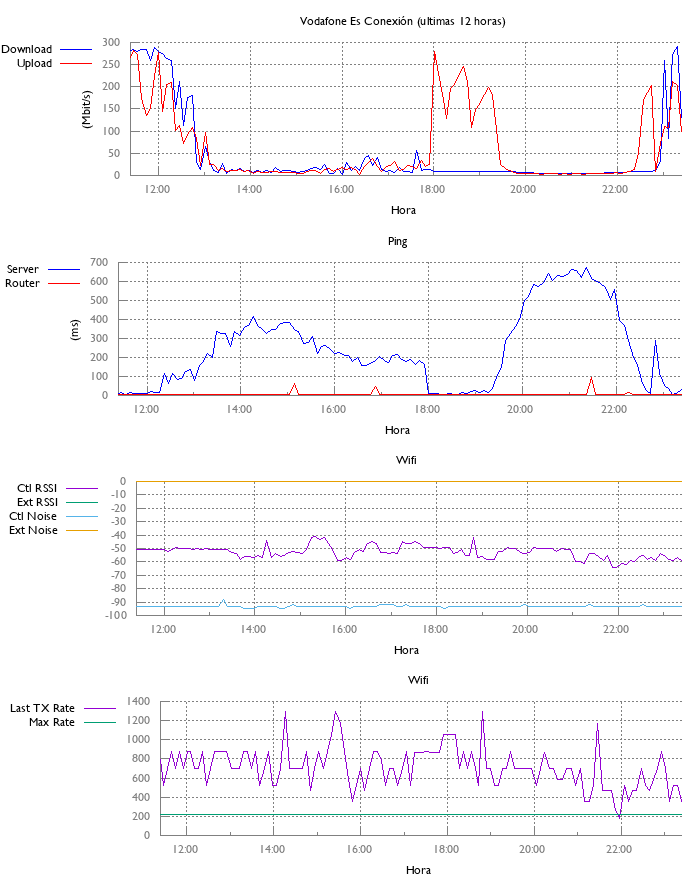 Vodafone Es Conexión (ultimas 12 horas)
Download
Upload
300
250
200
150
100
50
0
(Mbit/s)
12:00 14:00 16:00 18:00 20:00 22:00
Hora
Ping
Server
Router
700
600
500
400
300
200
100
0
(ms)
12:00 14:00 16:00 18:00 20:00 22:00
Hora
Wifi
Ctl RSSI
Ext RSSI
Ctl Noise
Ext Noise
0
-10
-20
-30
-40
-50
-60
-70
-80
-90
-100
12:00 14:00 16:00 18:00 20:00 22:00
Hora
Wifi
Last TX Rate
Max Rate
1400
1200
1000
800
600
400
200
0
12:00 14:00 16:00 18:00 20:00 22:00
Hora